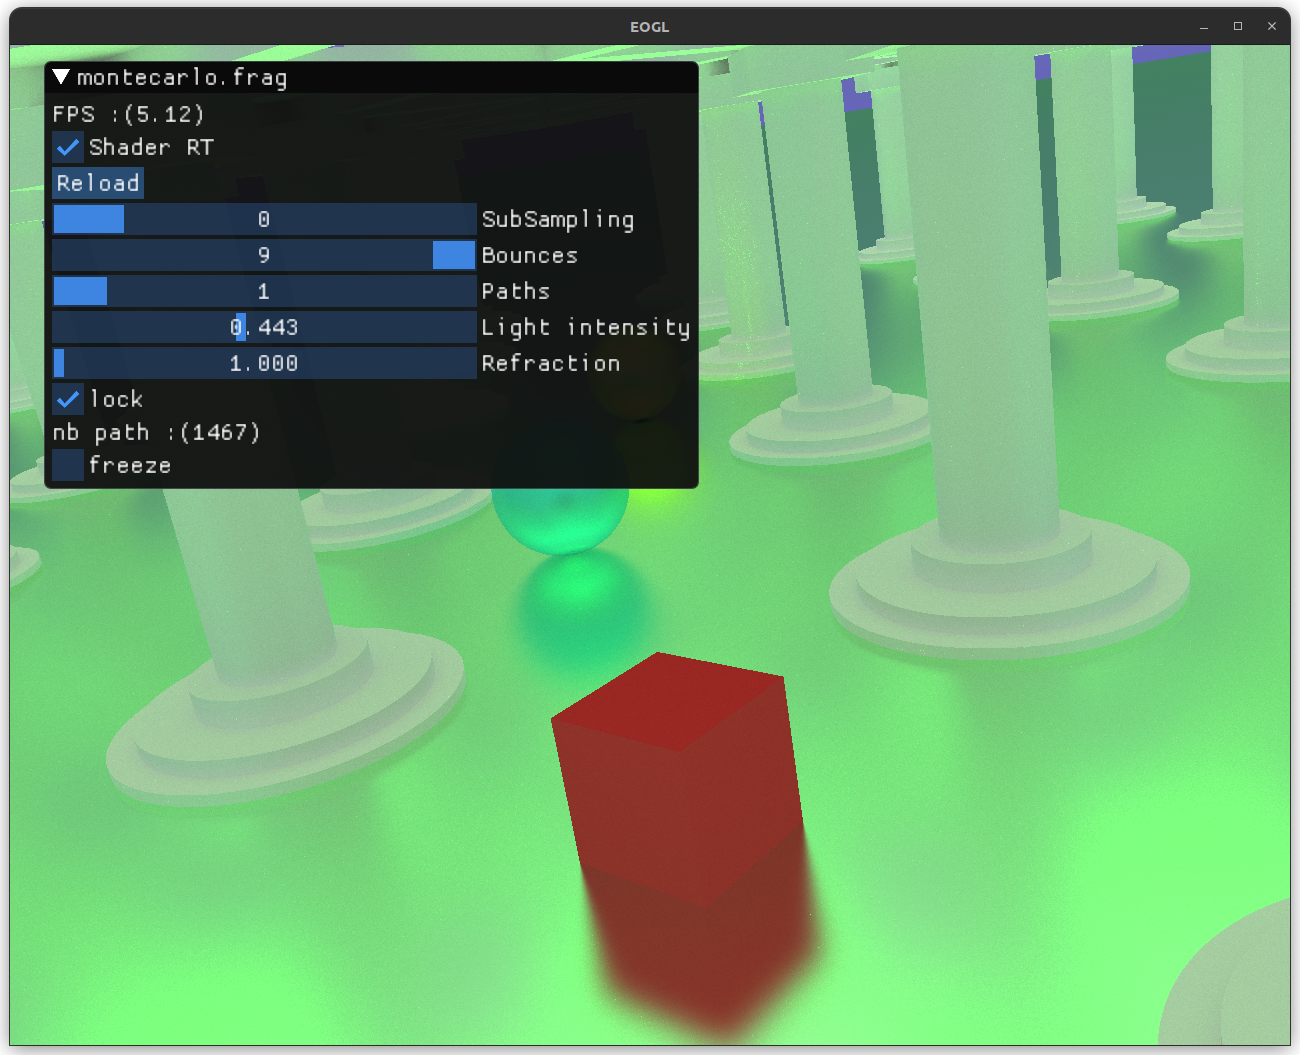 EOGL
montecarlo.frag
FPS :(5.12)
Shader RT
Reload
0 SubSampling
9 Bounces
1 Paths
0.443 Light intensity
1.000 Refraction
lock
nb path :(1467)
freeze